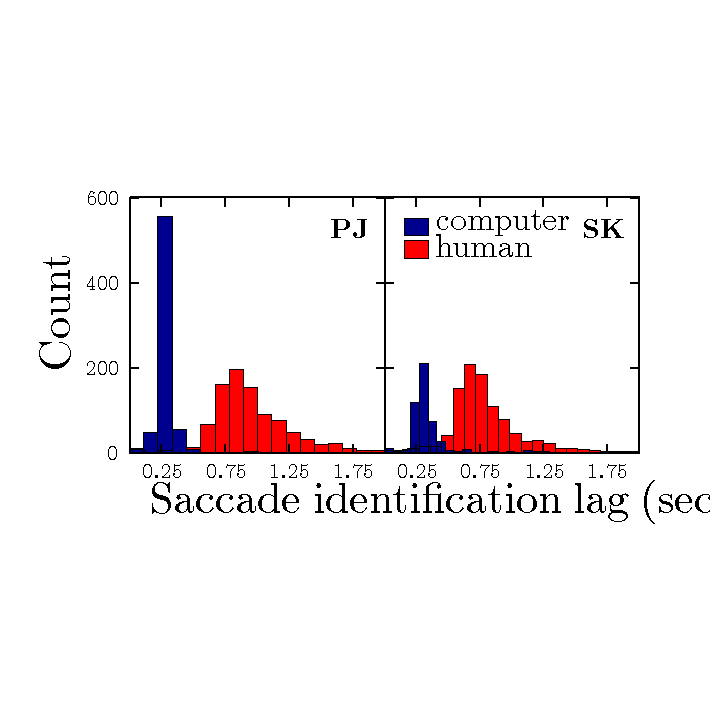 600
400
200
0
Count
PJ
SK
computer
human
0.25 0.75 1.25 1.75
0.25 0.75 1.25 1.75
Saccade identification lag (sec